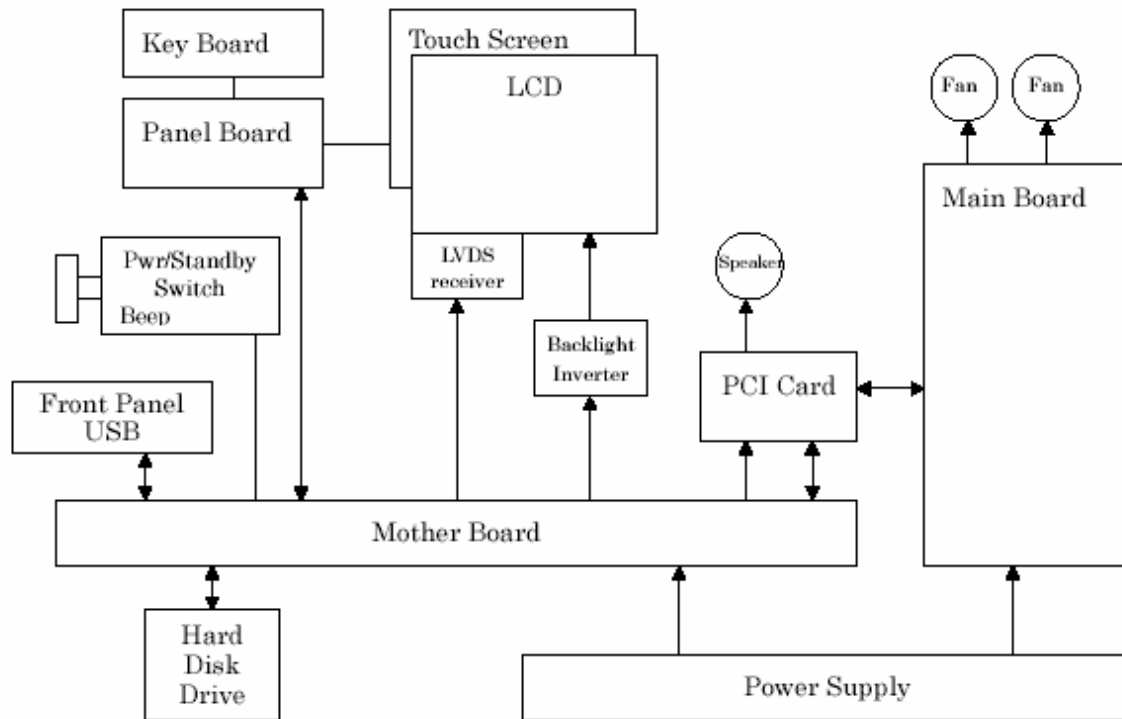 Key Board
Touch Screen
LCD
Fan
Fan
Panel Board
Main Board
Pwr/Standby
Switch
Beep
LVDS
receiver
Speaker
Backlight
Inverter
PCI Card
Front Panel
USB
Mother Board
Hard
Disk
Drive
Power Supply